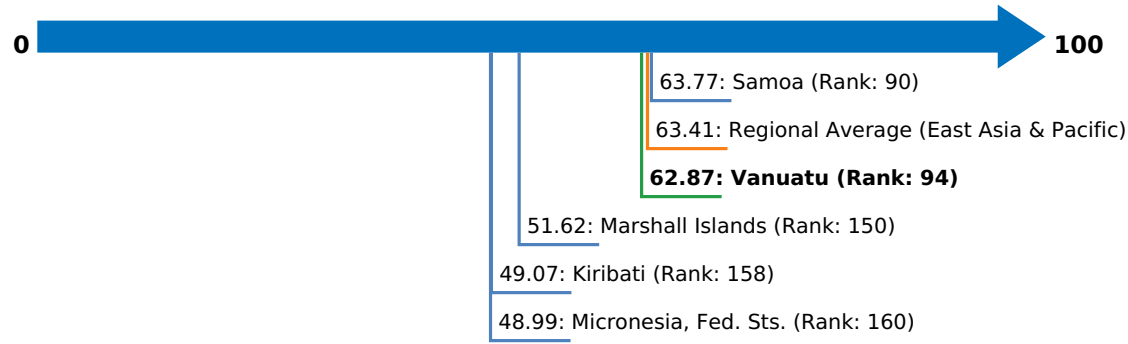 0
100
63.77: Samoa (Rank: 90)
63.41: Regional Average (East Asia & Pacific)
62.87: Vanuatu (Rank: 94)
51.62: Marshall Islands (Rank: 150)
49.07: Kiribati (Rank: 158)
48.99: Micronesia, Fed. Sts. (Rank: 160)